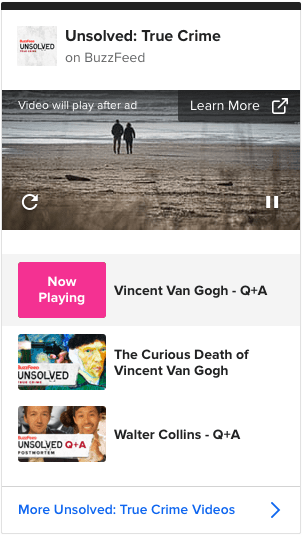 BuzzFeed
UNSOLVED
TRUE CRIME
Unsolved: True Crime
on BuzzFeed
Video will play after ad
Learn More
Now
Playing
Vincent Van Gogh - Q+A
BuzzFeed
UNSOLVED
TRUE CRIME
The Curious Death of
Vincent Van Gogh
BuzzFeed
UNSOLVED Q+A
POSTMORTEM
Walter Collins - Q+A
More Unsolved: True Crime Videos